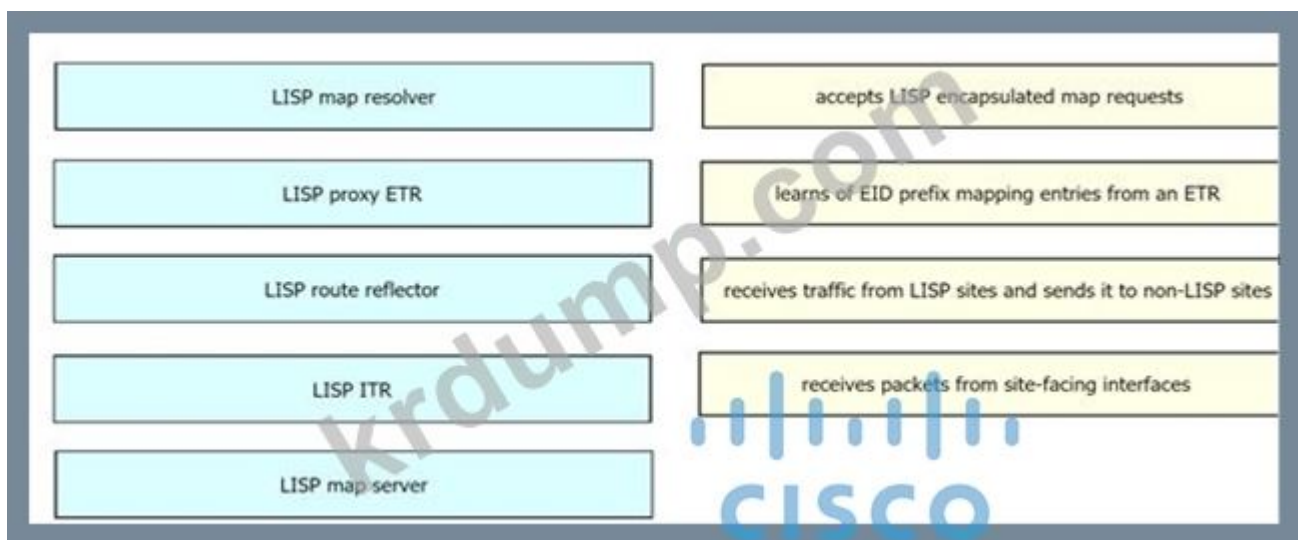 LISP map resolver
accepts LISP encapsulated map requests
LISP proxy ETR
learns of EID prefix mapping entries from an ETR
LISP route reflector
receives traffic from LISP sites and sends it to non-LISP sites
LISP ITR
receives packets from site-facing interfaces
LISP map server
krdump.com
CISCO